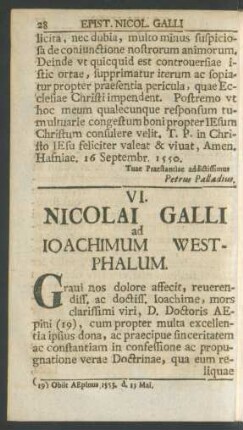 28 EPIST. NICOL. GALLI
licita, nec dubia, multo minus suspicio-
sa de coniunctione nostrorum animorum.
Deinde vt quicquid est controuersiae i-
stic ortae, supprimatur iterum ac sopia-
tur propter praesentia pericula, quae Ec-
clesiae Christi impendent. Postremo vt
hoc meum qualecunque responsum tu-
multuarie congestum boni propter IEsum
Christum consulere velit. T. P. in Chri-
sto IEsu feliciter valeat & viuat, Amen.
Hafniae, 16 Septembr. 1550.
Tuae Praestantiae addictissimus
Petrus Palladius.
VI.
NICOLAI GALLI
ad
IOACHIMUM WEST-
PHALUM.
Graui nos dolore affecit, reueren-
diss. ac doctiss. Ioachime, mors
clarissimi viri, D. Doctoris AE-
pini (19), cum propter multa excellen-
tia ipsius dona, ac praecipue sinceritatem
ac constantiam in confessione ac propu-
gnatione verae Doctrinae, qua eum re-
liquae
(19) Obiit AEpinus 1553. d. 13 Mai.